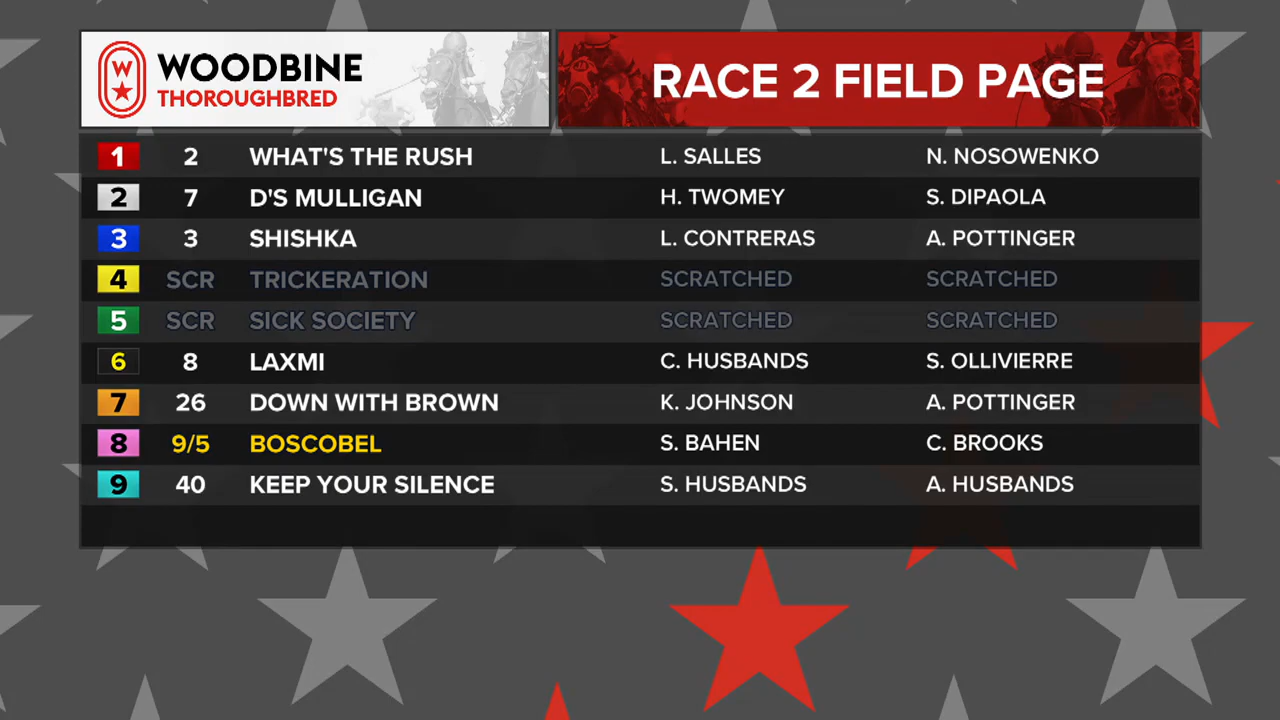 W
WOODBINE
THOROUGHBRED
RACE 2 FIELD PAGE
1 2 WHAT'S THE RUSH L. SALLES N. NOSOWENKO
2 7 D'S MULLIGAN H. TWOMEY S. DIPAOLA
3 3 SHISHKA L. CONTRERAS A. POTTINGER
4 SCR TRICKERATION SCRATCHED SCRATCHED
5 SCR SICK SOCIETY SCRATCHED SCRATCHED
6 8 LAXMI C. HUSBANDS S. OLLIVIERRE
7 26 DOWN WITH BROWN K. JOHNSON A. POTTINGER
8 9/5 BOSCOBEL S. BAHEN C. BROOKS
9 40 KEEP YOUR SILENCE S. HUSBANDS A. HUSBANDS